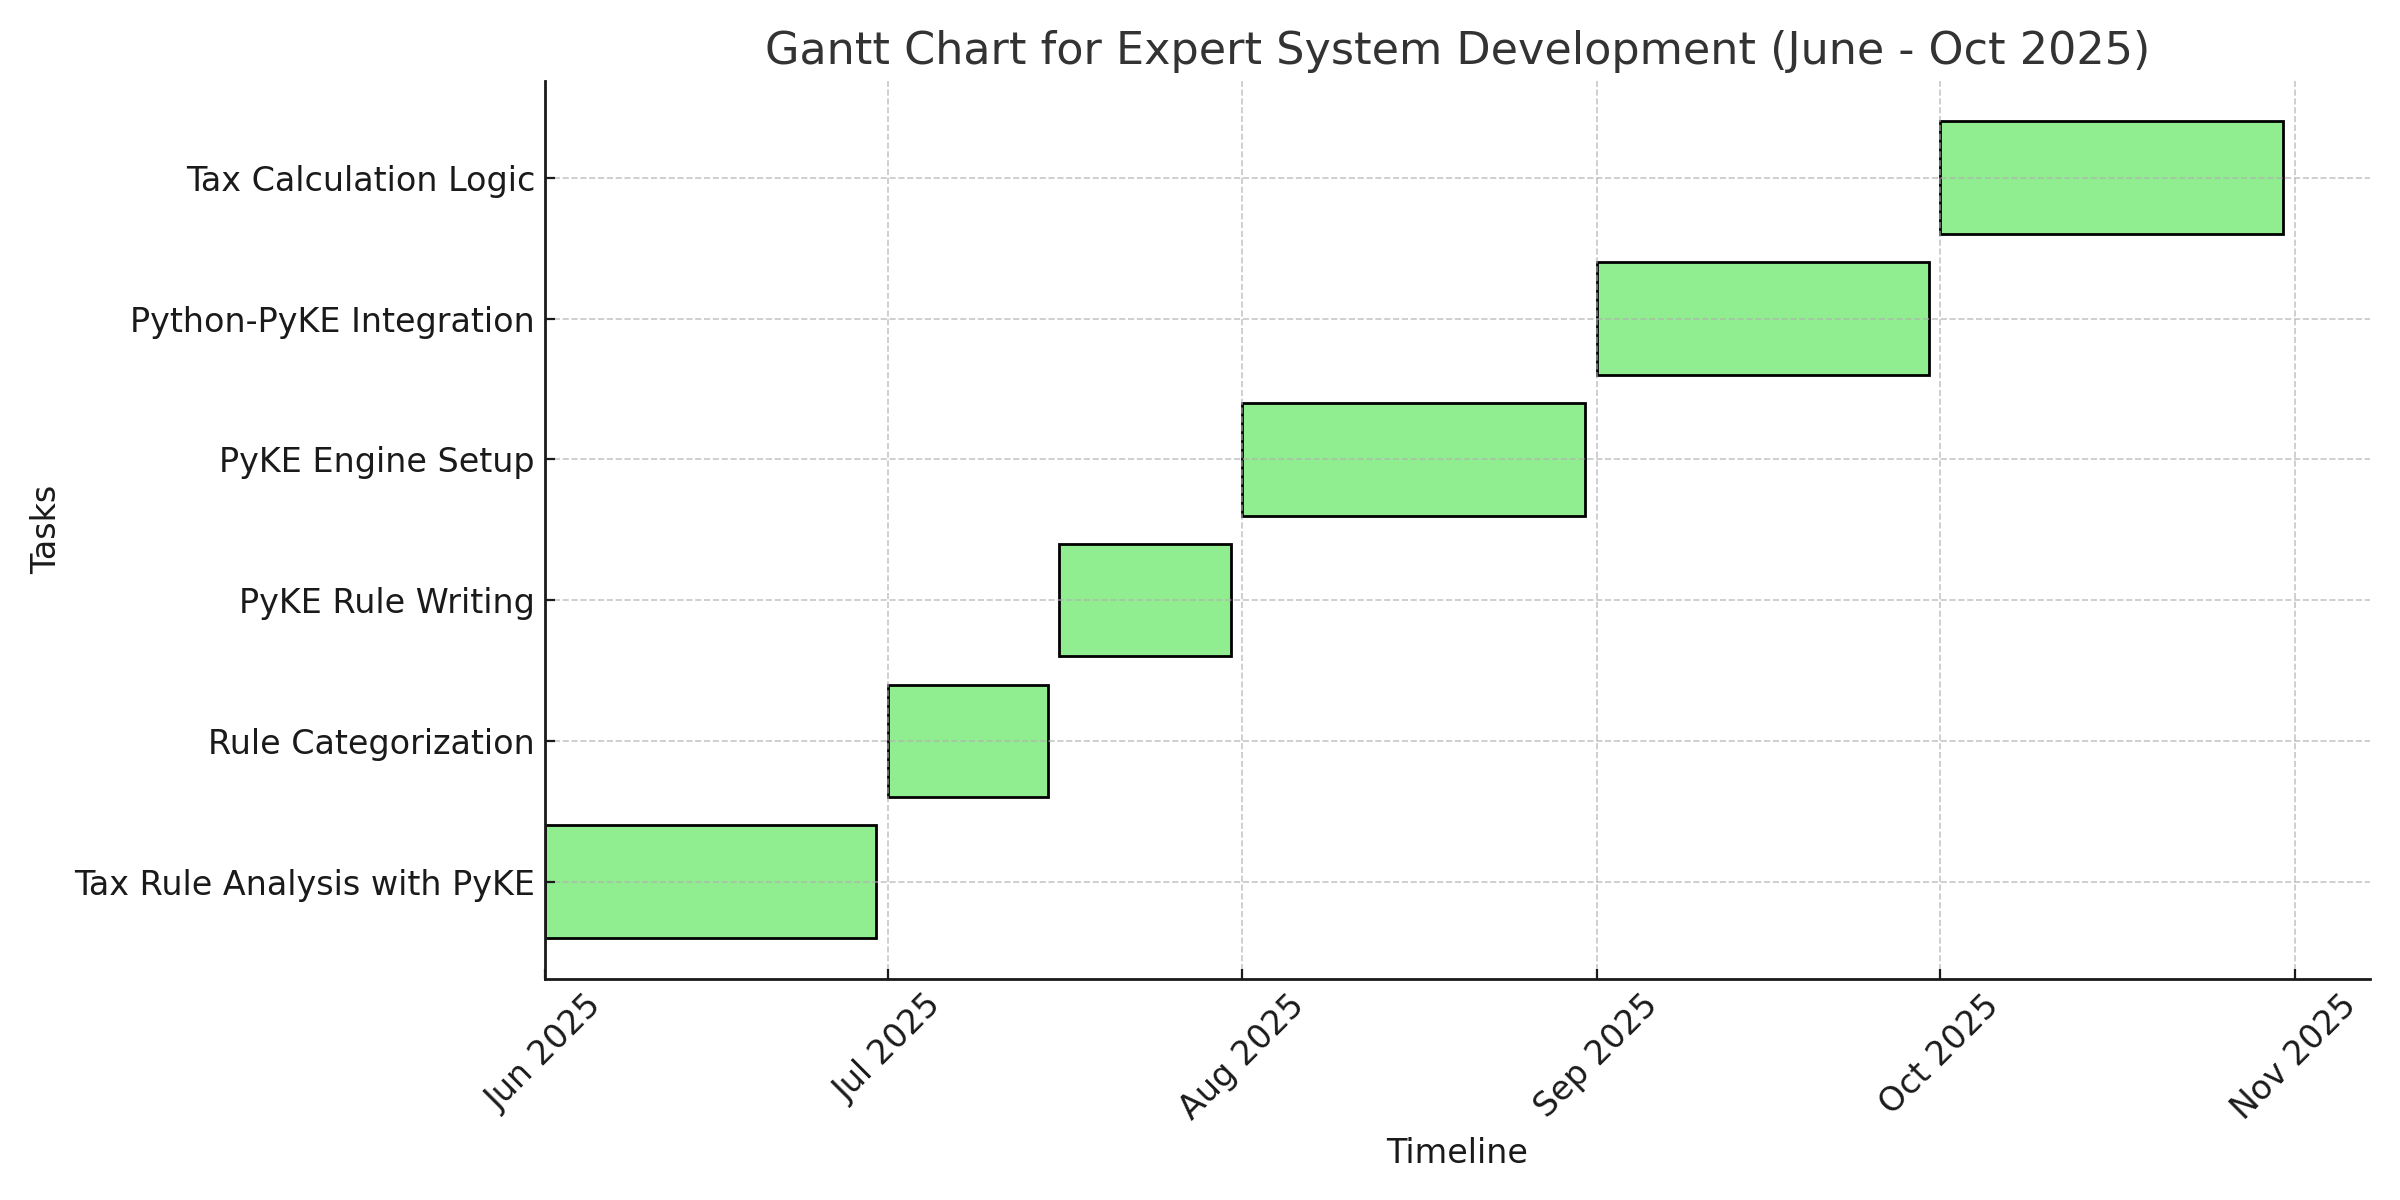 Gantt Chart for Expert System Development (June - Oct 2025)
Tasks
Tax Calculation Logic
Python-PyKE Integration
PyKE Engine Setup
PyKE Rule Writing
Rule Categorization
Tax Rule Analysis with PyKE
Jun 2025
Jul 2025
Aug 2025
Sep 2025
Oct 2025
Nov 2025
Timeline